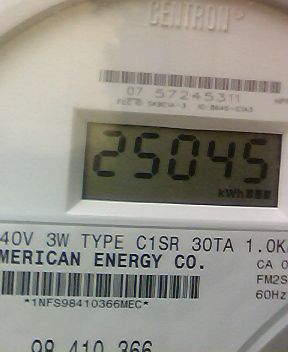 CENTRON
07 57245311
25045
kWh
40V 3W TYPE C1SR 30TA 1.0K
MERICAN ENERGY CO.
CA 0
FM2S
60Hz
*1NFS98410366MEC*
98 410 366